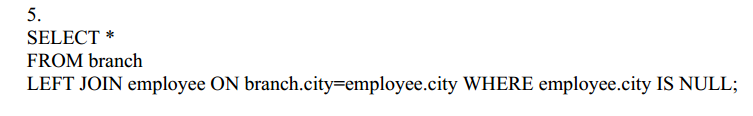 5.
SELECT *
FROM branch
LEFT JOIN employee ON branch.city=employee.city WHERE employee.city IS NULL;